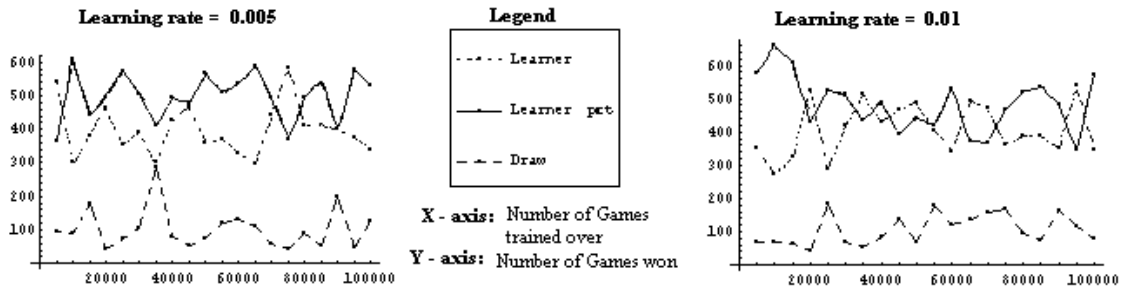 Learning rate = 0.005
600
500
400
300
200
100
20000 40000 60000 80000 100000
Legend
Learner
Learner pct
Draw
X - axis: Number of Games
trained over
Y - axis: Number of Games won
Learning rate = 0.01
600
500
400
300
200
100
20000 40000 60000 80000 100000